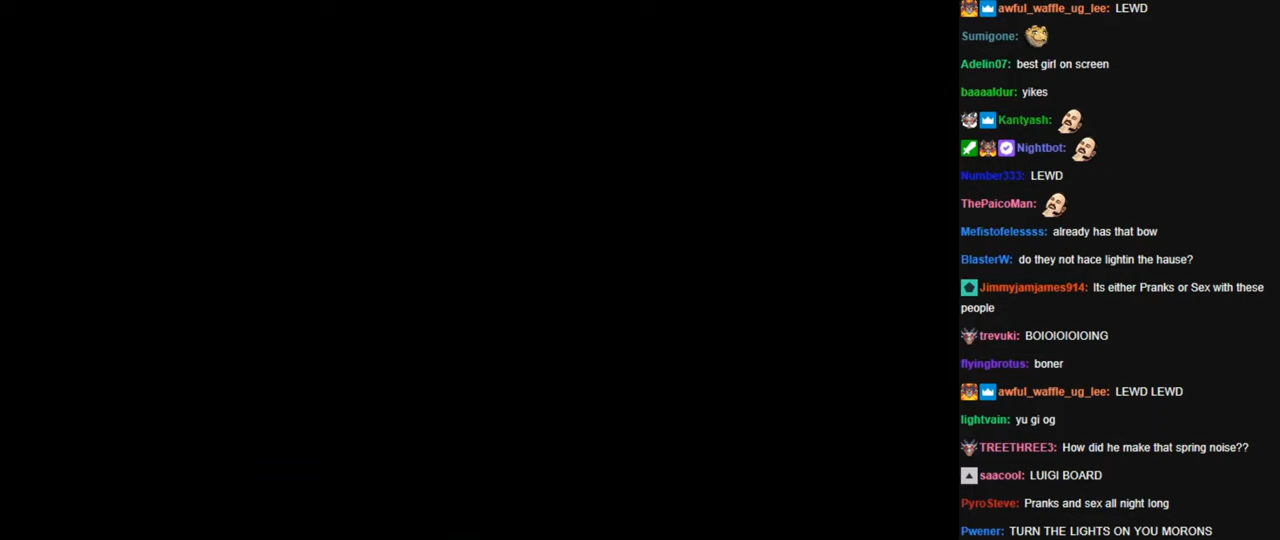 awful_waffle_ug_lee: LEWD
Sumigone:
Adelin07: best girl on screen
baaaaldur: yikes
Kantyash:
Nightbot:
Number333: LEWD
ThePaicoMan:
Mefistofelessss: already has that bow
BlasterW: do they not hace lightin the hause?
Jimmyjamjames914: Its either Pranks or Sex with these
people
trevuki: BOIOIOIOIOING
flyingbrotus: boner
awful_waffle_ug_lee: LEWD LEWD
lightvain: yu gi og
TREETHREE3: How did he make that spring noise??
saacool: LUIGI BOARD
PyroSteve: Pranks and sex all night long
Pwener: TURN THE LIGHTS ON YOU MORONS